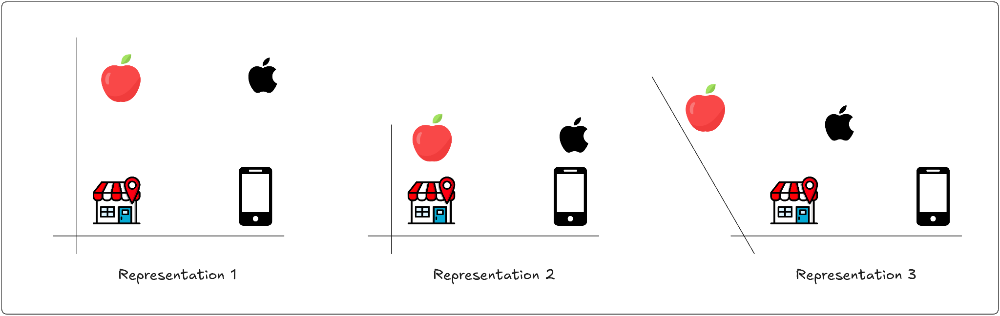 Representation 1
Representation 2
Representation 3